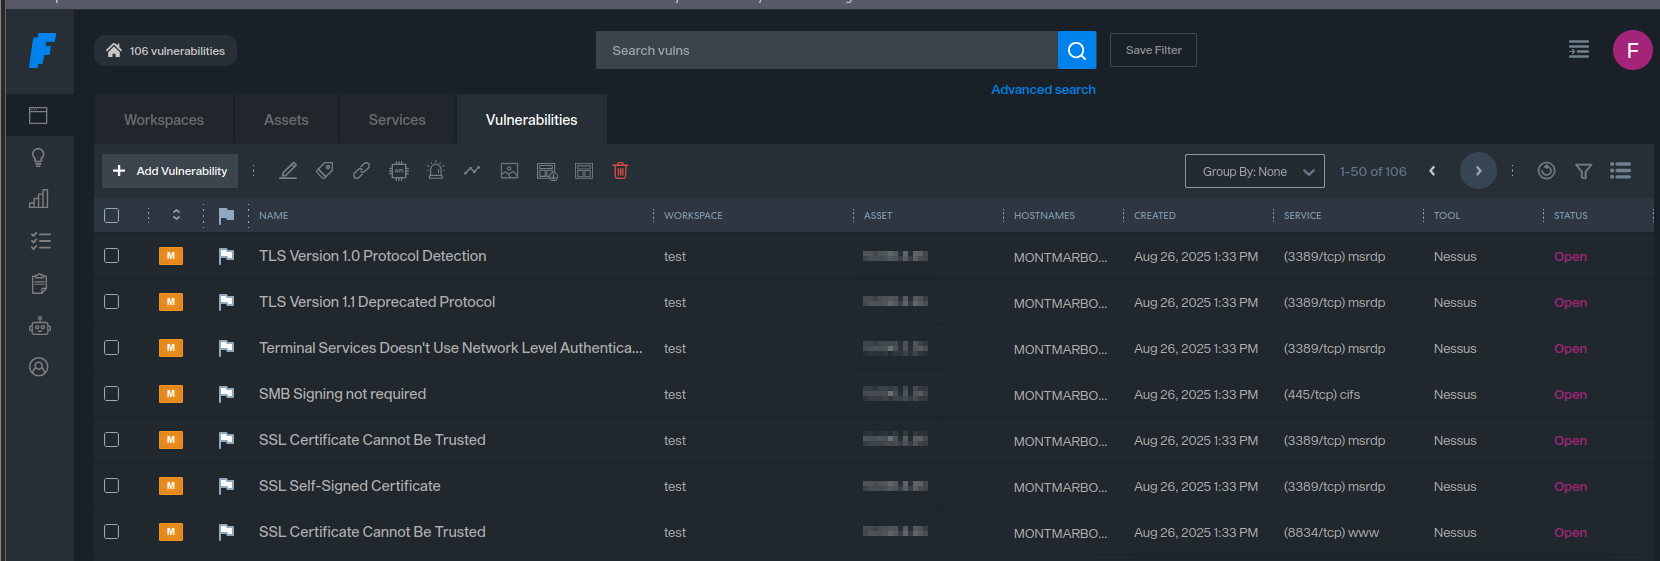 106 vulnerabilities
Search vulns
Save Filter
F
Advanced search
Workspaces Assets Services Vulnerabilities
+ Add Vulnerability
API
Group By: None
1-50 of 106
NAME WORKSPACE ASSET HOSTNAMES CREATED SERVICE TOOL STATUS
M TLS Version 1.0 Protocol Detection test MONTMARBO... Aug 26, 2025 1:33 PM (3389/tcp) msrdp Nessus Open
M TLS Version 1.1 Deprecated Protocol test MONTMARBO... Aug 26, 2025 1:33 PM (3389/tcp) msrdp Nessus Open
M Terminal Services Doesn't Use Network Level Authentica... test MONTMARBO... Aug 26, 2025 1:33 PM (3389/tcp) msrdp Nessus Open
M SMB Signing not required test MONTMARBO... Aug 26, 2025 1:33 PM (445/tcp) cifs Nessus Open
M SSL Certificate Cannot Be Trusted test MONTMARBO... Aug 26, 2025 1:33 PM (3389/tcp) msrdp Nessus Open
M SSL Self-Signed Certificate test MONTMARBO... Aug 26, 2025 1:33 PM (3389/tcp) msrdp Nessus Open
M SSL Certificate Cannot Be Trusted test MONTMARBO... Aug 26, 2025 1:33 PM (8834/tcp) www Nessus Open